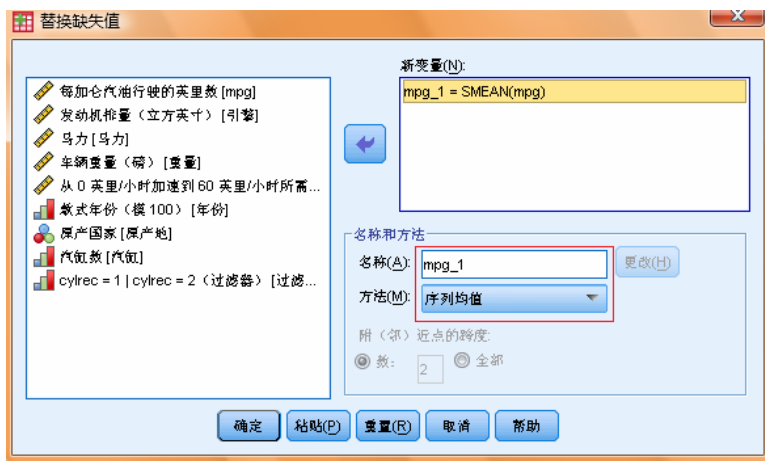 替换缺失值
新变量(N):
每加仑汽油行驶的英里数 [mpg]
发动机排量（立方英寸）[引擎]
马力 [马力]
车辆重量（磅）[重量]
从 0 英里/小时加速到 60 英里/小时所需...
款式年份（模 100）[年份]
原产国家 [原产地]
汽缸数 [汽缸]
cylrec = 1 | cylrec = 2（过滤器）[过滤...
mpg_1 = SMEAN(mpg)
名称和方法
名称(A): mpg_1 更改(H)
方法(M): 序列均值
附（邻）近点的跨度:
数: 2 全部
确定 粘贴(P) 重置(R) 取消 帮助